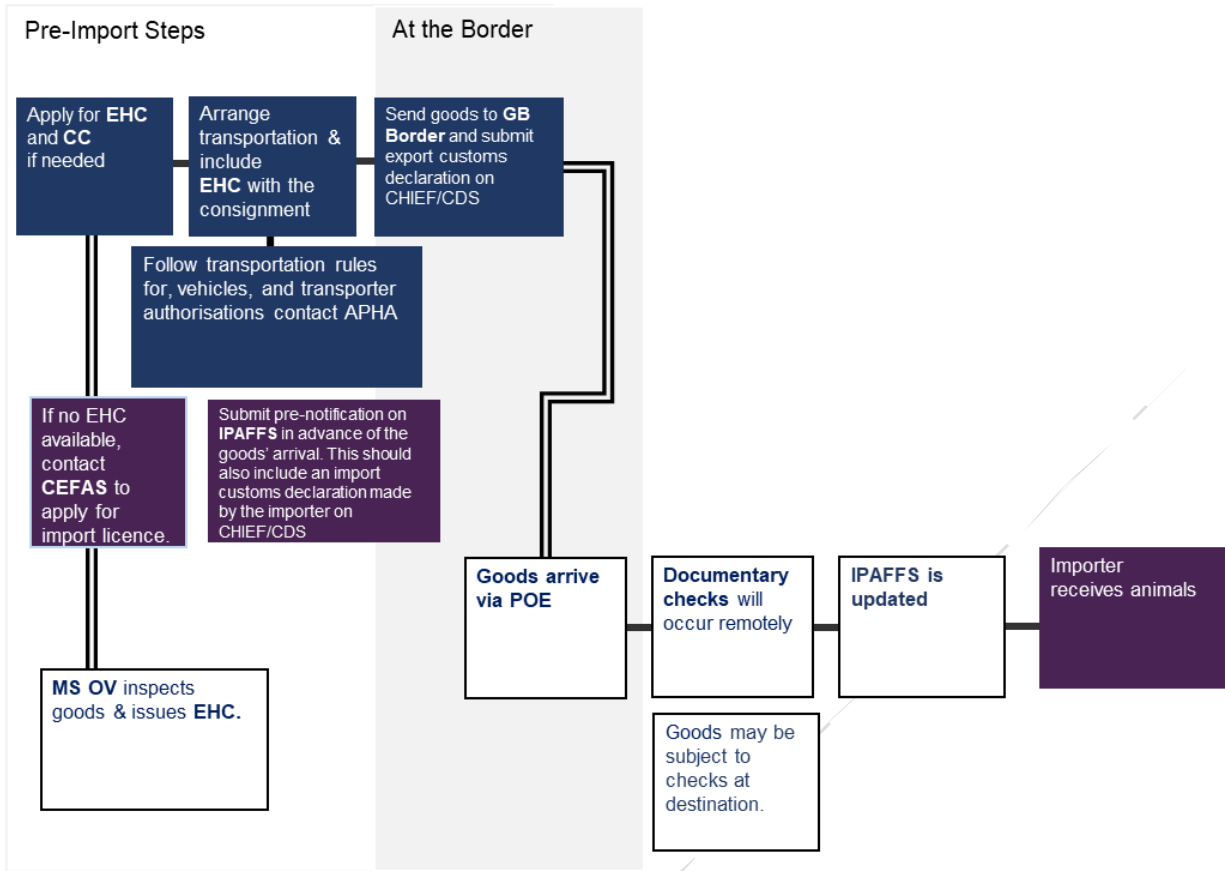 Pre-Import Steps
At the Border
Apply for EHC
and CC
if needed
Arrange
transportation &
include
EHC with the
consignment
Send goods to GB
Border and submit
export customs
declaration on
CHIEF/CDS
Follow transportation rules
for, vehicles, and transporter
authorisations contact APHA
If no EHC
available,
contact
CEFAS to
apply for
import licence.
Submit pre-notification on
IPAFFS in advance of the
goods' arrival. This should
also include an import
customs declaration made
by the importer on
CHIEF/CDS
MS OV inspects
goods & issues EHC.
Goods arrive
via POE
Documentary
checks will
occur remotely
IPAFFS is
updated
Importer
receives animals
Goods may be
subject to
checks at
destination.